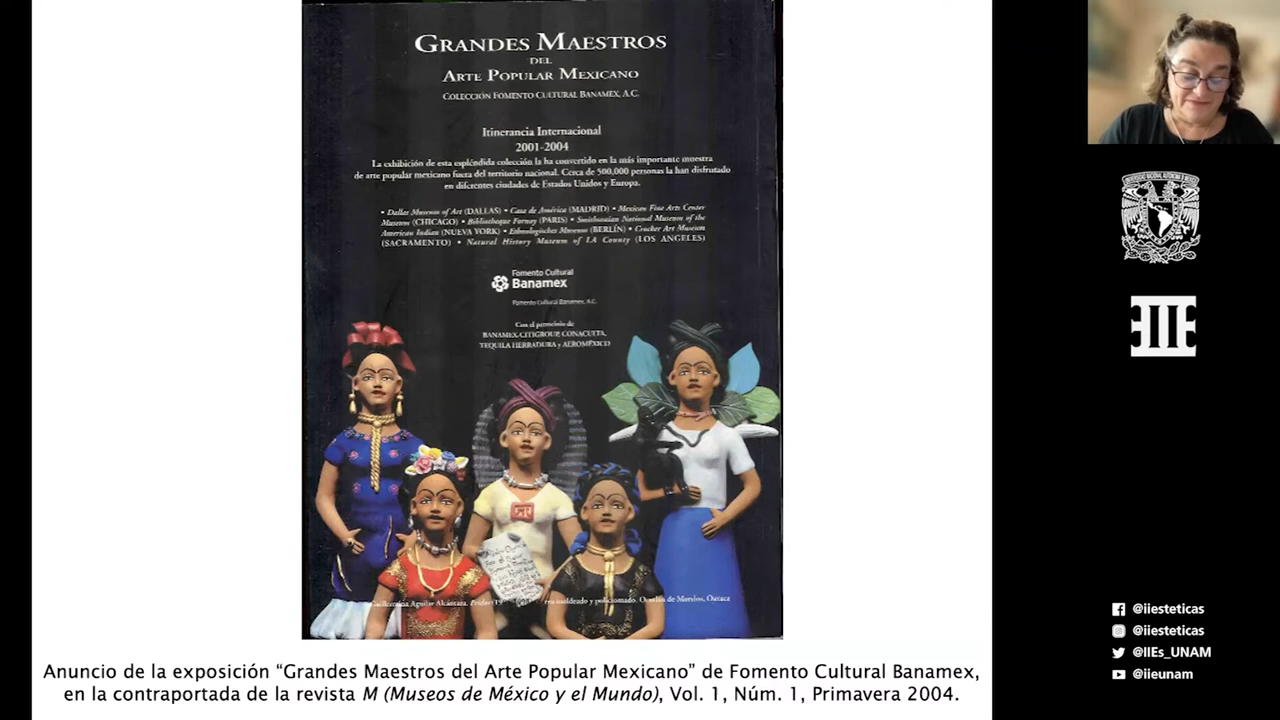 GRANDES MAESTROS
DEL
ARTE POPULAR MEXICANO
COLECCIÓN FOMENTO CULTURAL BANAMEX, A.C.
Itinerancia Internacional
2001-2004
La exhibición de esta espléndida colección la ha convertido en la más importante muestra
de arte popular mexicano fuera del territorio nacional. Cerca de 500,000 personas la han disfrutado
en diferentes ciudades de Estados Unidos y Europa.
• Dallas Museum of Art (DALLAS) • Casa de América (MADRID) • Mexican Fine Arts Center
Museum (CHICAGO) • Bibliotheque Forney (PARIS) • Smithsonian National Museum of the
American Indian (NUEVA YORK) • Ethnologisches Museum (BERLÍN) • Crocker Art Museum
(SACRAMENTO) • Natural History Museum of LA County (LOS ANGELES)
Fomento Cultural
Banamex
Fomento Cultural Banamex, A.C.
Con el patrocinio de
BANAMEX-CITIGROUP, CONACULTA,
TEQUILA HERRADURA y AEROMÉXICO
Guillermina Aguilar Alcántara. moldeado y policromado. Ocotlán de Morelos, Oaxaca
Anuncio de la exposición “Grandes Maestros del Arte Popular Mexicano” de Fomento Cultural Banamex,
en la contraportada de la revista M (Museos de México y el Mundo), Vol. 1, Núm. 1, Primavera 2004.
IIE
@iiesteticas
@iiesteticas
@IIEs_UNAM
@iieunam